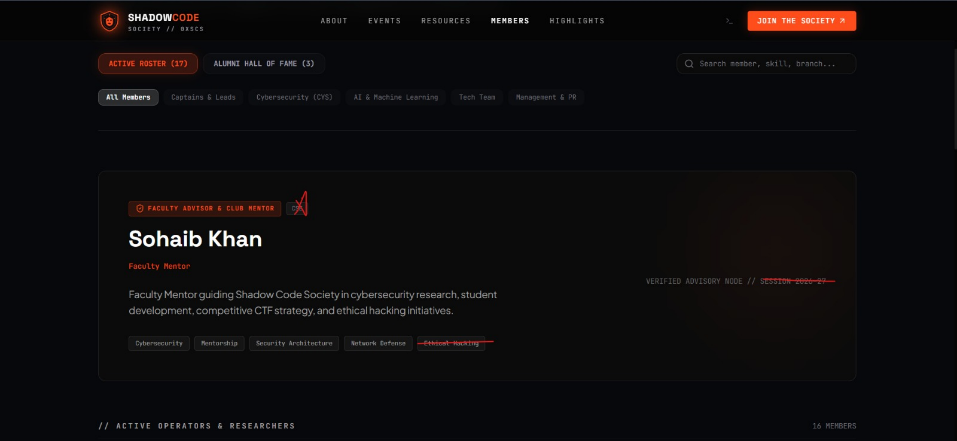 SHADOWCODE
SOCIETY // BXSCS
ABOUT EVENTS RESOURCES MEMBERS HIGHLIGHTS
>_
JOIN THE SOCIETY ↗
ACTIVE ROSTER (17) ALUMNI HALL OF FAME (3)
Search member, skill, branch...
All Members Captains & Leads Cybersecurity (CYS) AI & Machine Learning Tech Team Management & PR
FACULTY ADVISOR & CLUB MENTOR
Sohaib Khan
Faculty Mentor
VERIFIED ADVISORY NODE // SESSION 2026-27
Faculty Mentor guiding Shadow Code Society in cybersecurity research, student
development, competitive CTF strategy, and ethical hacking initiatives.
Cybersecurity Mentorship Security Architecture Network Defense Ethical Hacking
// ACTIVE OPERATORS & RESEARCHERS
16 MEMBERS